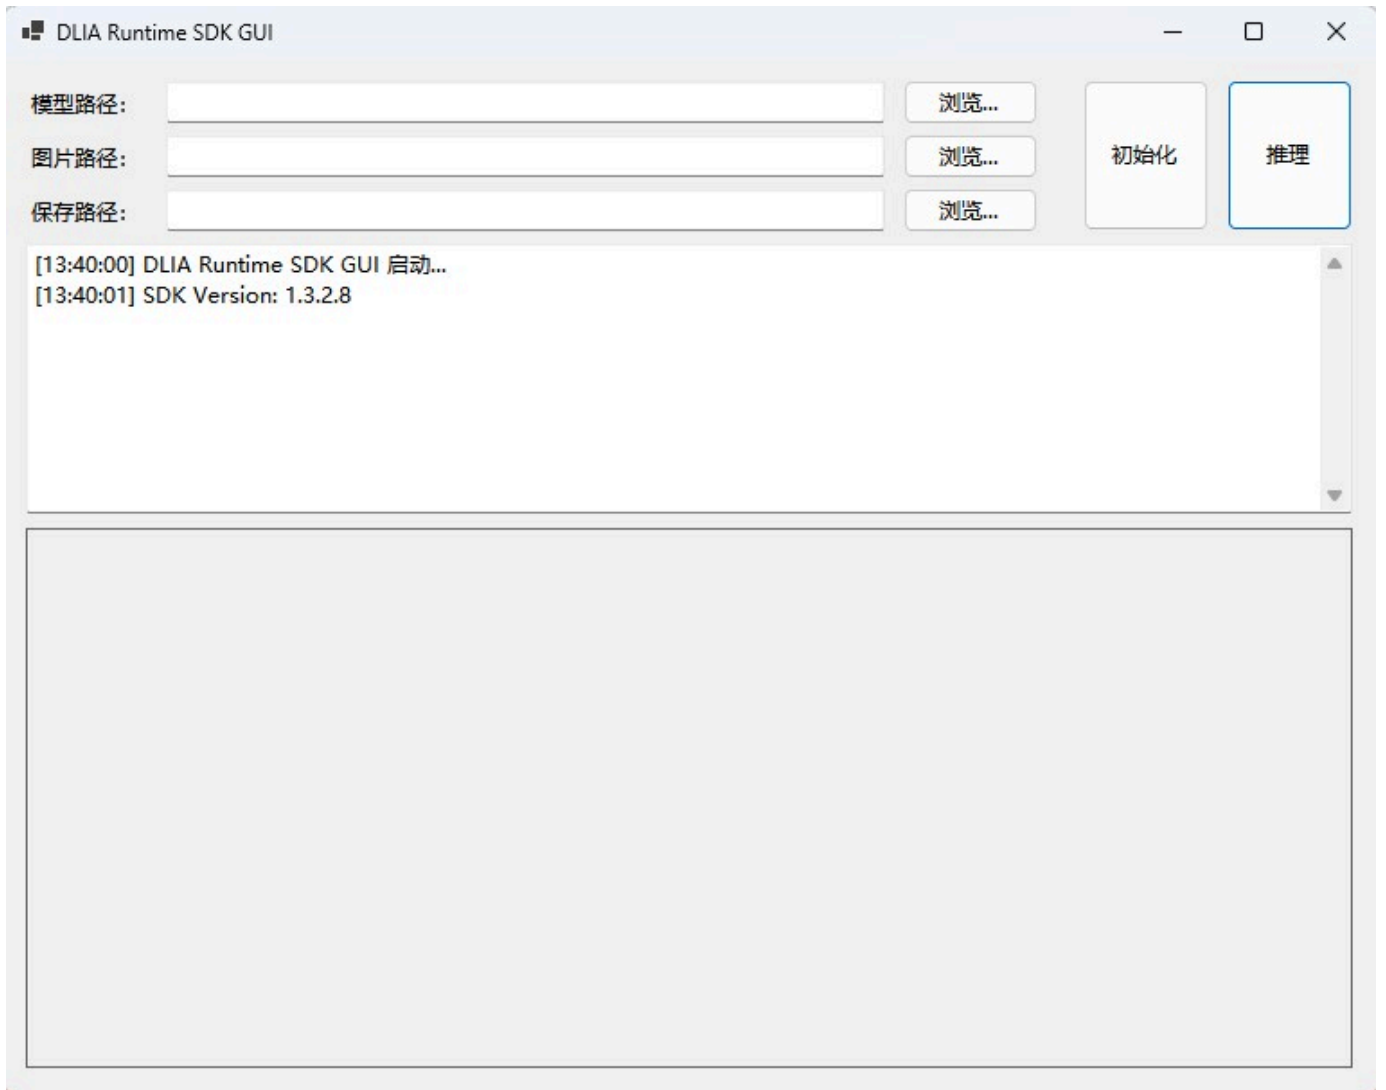 DLIA Runtime SDK GUI
模型路径： 浏览...
图片路径： 浏览...
保存路径： 浏览...
初始化 推理
[13:40:00] DLIA Runtime SDK GUI 启动...
[13:40:01] SDK Version: 1.3.2.8